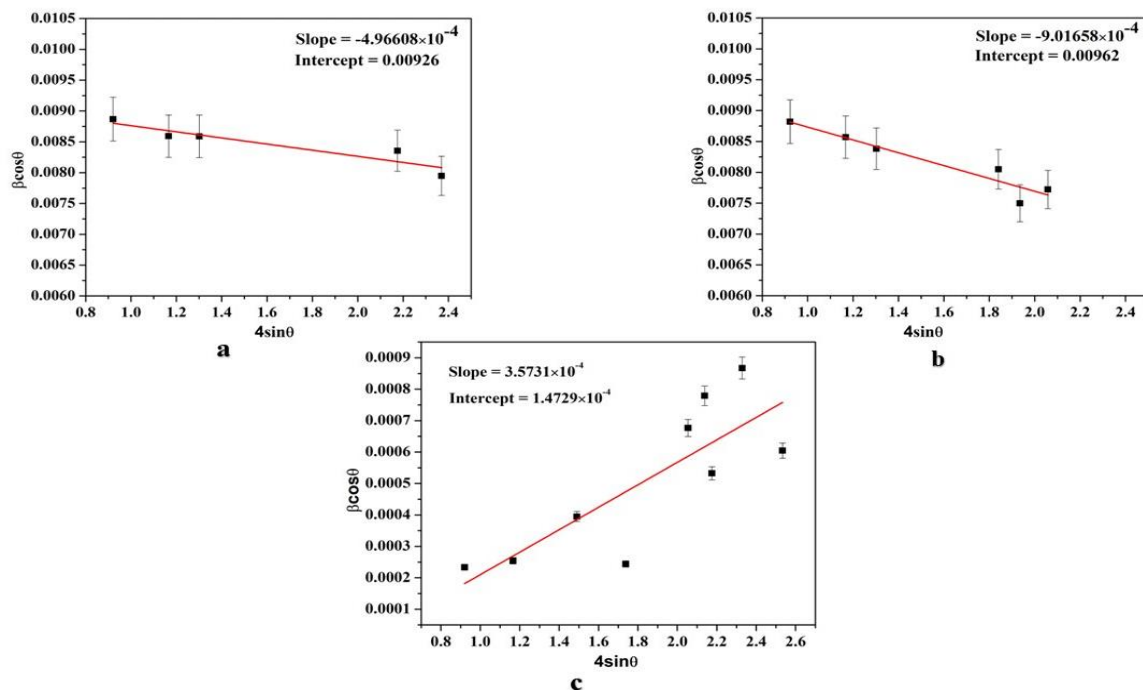 Slope = -4.96608×10⁻⁴
Intercept = 0.00926
0.0105
0.0100
0.0095
0.0090
0.0085
0.0080
0.0075
0.0070
0.0065
0.0060
βcosθ
0.8 1.0 1.2 1.4 1.6 1.8 2.0 2.2 2.4
4sinθ
a
Slope = -9.01658×10⁻⁴
Intercept = 0.00962
0.0105
0.0100
0.0095
0.0090
0.0085
0.0080
0.0075
0.0070
0.0065
0.0060
βcosθ
0.8 1.0 1.2 1.4 1.6 1.8 2.0 2.2 2.4
4sinθ
b
Slope = 3.5731×10⁻⁴
Intercept = 1.4729×10⁻⁴
0.0009
0.0008
0.0007
0.0006
0.0005
0.0004
0.0003
0.0002
0.0001
βcosθ
0.8 1.0 1.2 1.4 1.6 1.8 2.0 2.2 2.4 2.6
4sinθ
c